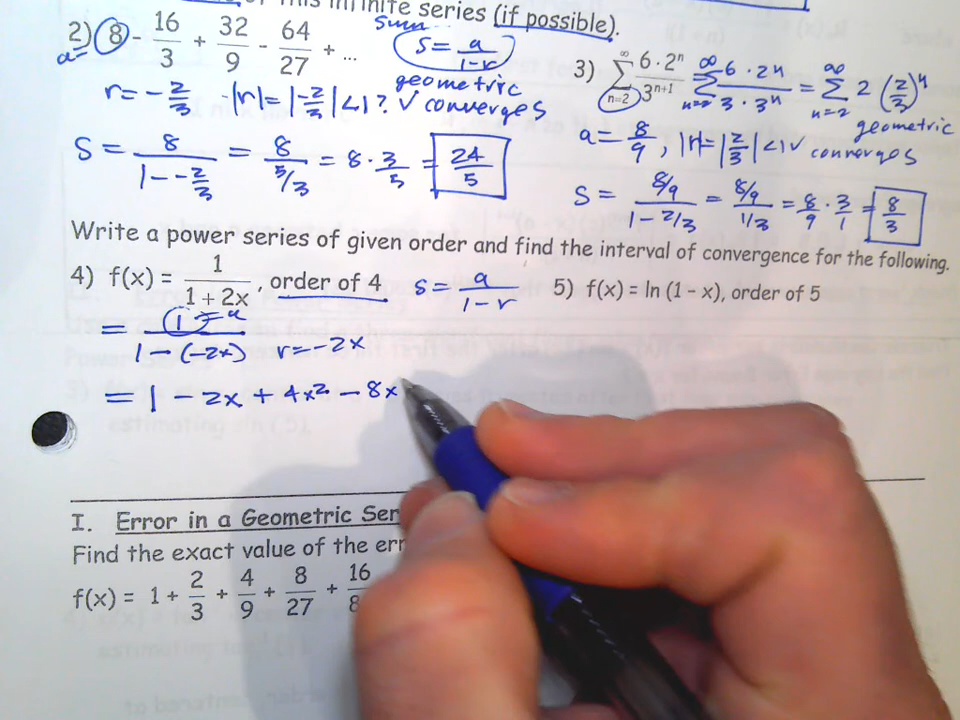 this infinite series (if possible).
sum
2) 8 - 16/3 + 32/9 - 64/27 + ...
a=
S = a/(1-r)
geometric
r = -2/3 |r| = |-2/3| < 1? ✓ converges
S = 8/(1 - -2/3) = 8/(5/3) = 8 · 3/5 = 24/5
3) ∑_{n=2}^{∞} 6·2ⁿ/3ⁿ⁺¹ ∑_{n=2}^{∞} 6·2ⁿ/(3·3ⁿ) = ∑_{n=2}^{∞} 2(2/3)ⁿ
geometric
a = 8/9, |r| = |2/3| < 1 ✓ converges
S = (8/9)/(1 - 2/3) = (8/9)/(1/3) = 8/9 · 3/1 = 8/3
Write a power series of given order and find the interval of convergence for the following.
4) f(x) = 1/(1 + 2x), order of 4 S = a/(1-r) 5) f(x) = ln (1 - x), order of 5
= 1/(1 - (-2x)) 1 = a r = -2x
= 1 - 2x + 4x² - 8x
I. Error in a Geometric Ser
Find the exact value of the err
f(x) = 1 + 2/3 + 4/9 + 8/27 + 16/8